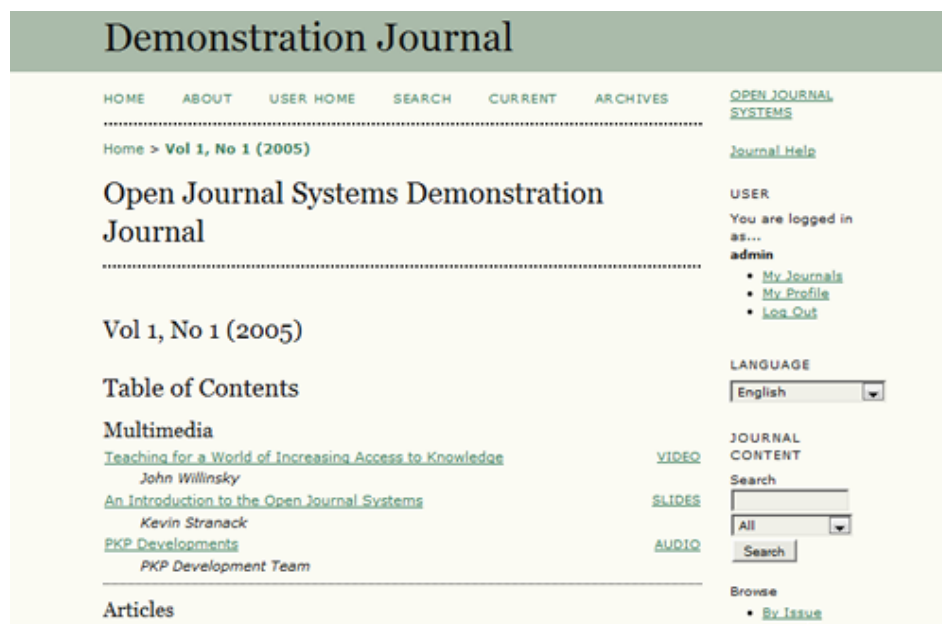 Demonstration Journal
HOME ABOUT USER HOME SEARCH CURRENT ARCHIVES
Home > Vol 1, No 1 (2005)
Open Journal Systems Demonstration
Journal
Vol 1, No 1 (2005)
Table of Contents
Multimedia
Teaching for a World of Increasing Access to Knowledge VIDEO
John Willinsky
An Introduction to the Open Journal Systems SLIDES
Kevin Stranack
PKP Developments AUDIO
PKP Development Team
Articles
OPEN JOURNAL
SYSTEMS
Journal Help
USER
You are logged in
as...
admin
• My Journals
• My Profile
• Log Out
LANGUAGE
English
JOURNAL
CONTENT
Search
All
Search
Browse
• By Issue